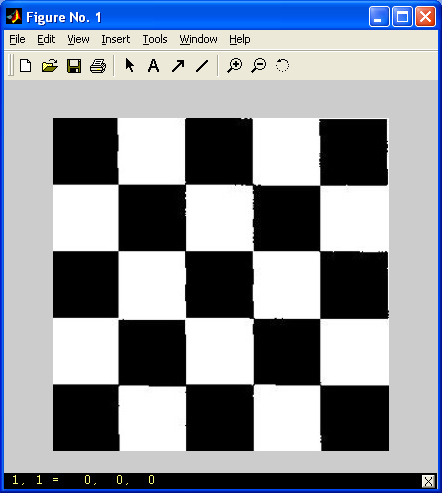 Figure No. 1
File Edit View Insert Tools Window Help
A
1, 1 = 0, 0, 0